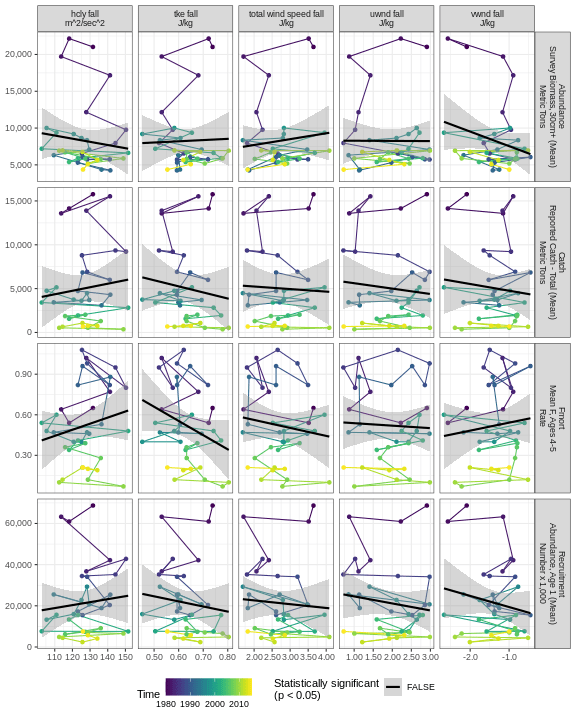 hcly fall
m^2/sec^2
tke fall
J/kg
total wind speed fall
J/kg
uwnd fall
J/kg
vwnd fall
J/kg
20,000
15,000
10,000
5,000
Abundance
Survey Biomass, 30cm+ (Mean)
Metric Tons
15,000
10,000
5,000
0
Catch
Reported Catch - Total (Mean)
Metric Tons
0.90
0.60
0.30
Fmort
Mean F, Ages 4-5
Rate
60,000
40,000
20,000
0
Recruitment
Abundance, Age 1 (Mean)
Number x 1,000
110 120 130 140 150
0.50 0.60 0.70 0.80
2.00 2.50 3.00 3.50 4.00
1.00 1.50 2.00 2.50 3.00
-2.0 -1.0
Time
1980 1990 2000 2010
Statistically significant
(p < 0.05)
FALSE